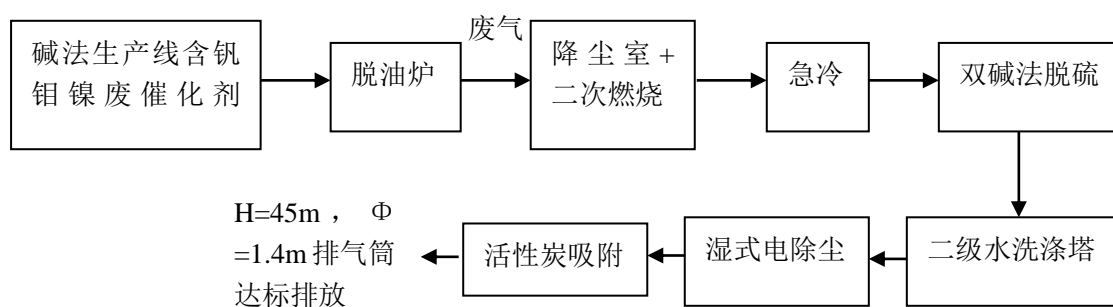 碱法生产线含钒
钼镍废催化剂
脱油炉
废气
降尘室+
二次燃烧
急冷
双碱法脱硫
二级水洗涤塔
湿式电除尘
活性炭吸附
H=45m，Φ
=1.4m排气筒
达标排放